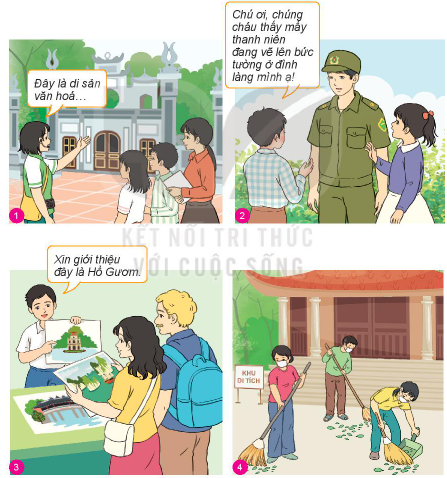 Đây là di sản
văn hoá...
1
Chú ơi, chúng
cháu thấy mấy
thanh niên
đang vẽ lên bức
tường ở đình
làng mình ạ!
2
KẾT NỐI TRI THỨC
VỚI CUỘC SỐNG
Xin giới thiệu
đây là Hồ Gươm.
3
KHU
DI TÍCH
4